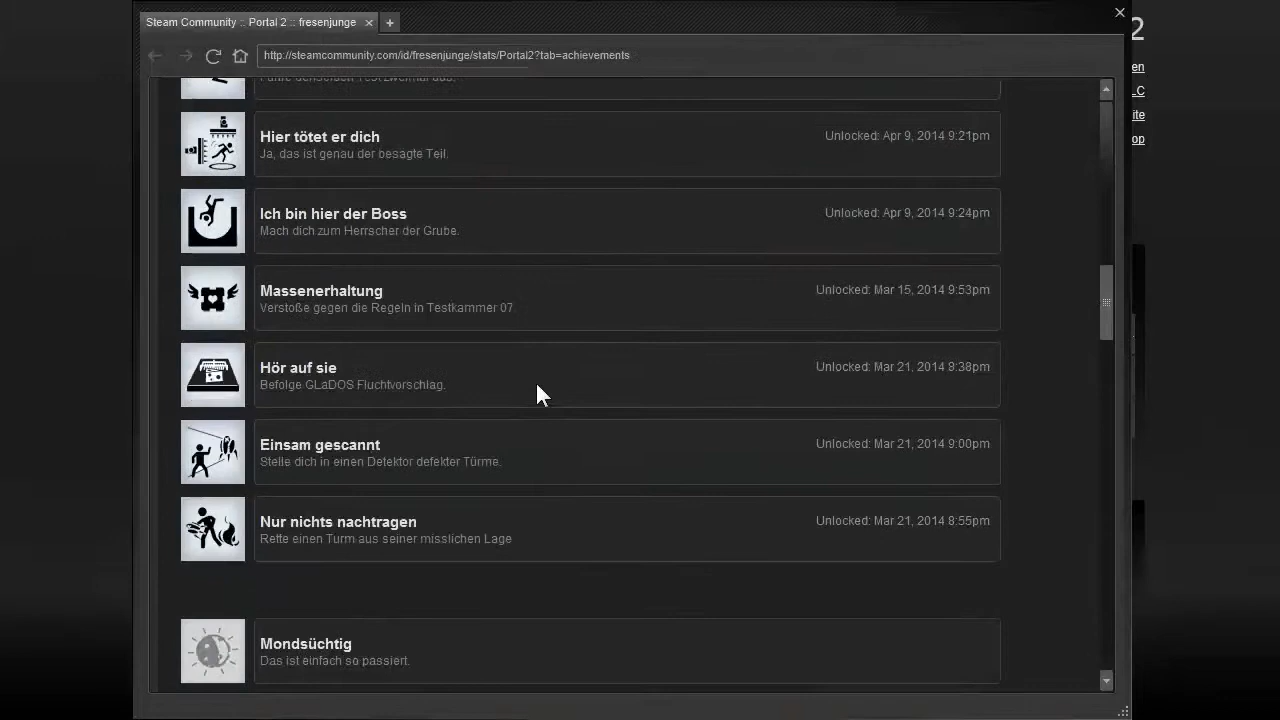 Steam Community :: Portal 2 :: fresenjunge
http://steamcommunity.com/id/fresenjunge/stats/Portal2?tab=achievements
2
en
LC
ite
op
Hier tötet er dich
Unlocked: Apr 9, 2014 9:21pm
Ja, das ist genau der besagte Teil.
Ich bin hier der Boss
Unlocked: Apr 9, 2014 9:24pm
Mach dich zum Herrscher der Grube.
Massenerhaltung
Unlocked: Mar 15, 2014 9:53pm
Verstoße gegen die Regeln in Testkammer 07.
Hör auf sie
Unlocked: Mar 21, 2014 9:38pm
Befolge GLaDOS Fluchtvorschlag.
Einsam gescannt
Unlocked: Mar 21, 2014 9:00pm
Stelle dich in einen Detektor defekter Türme.
Nur nichts nachtragen
Unlocked: Mar 21, 2014 8:55pm
Rette einen Turm aus seiner misslichen Lage
Mondsüchtig
Das ist einfach so passiert.